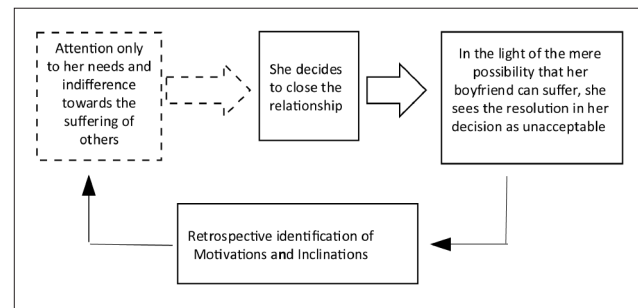 Attention only
to her needs and
indifference
towards the
suffering of
others
She decides
to close the
relationship
In the light of the mere
possibility that her
boyfriend can suffer, she
sees the resolution in her
decision as unacceptable
Retrospective identification of
Motivations and Inclinations